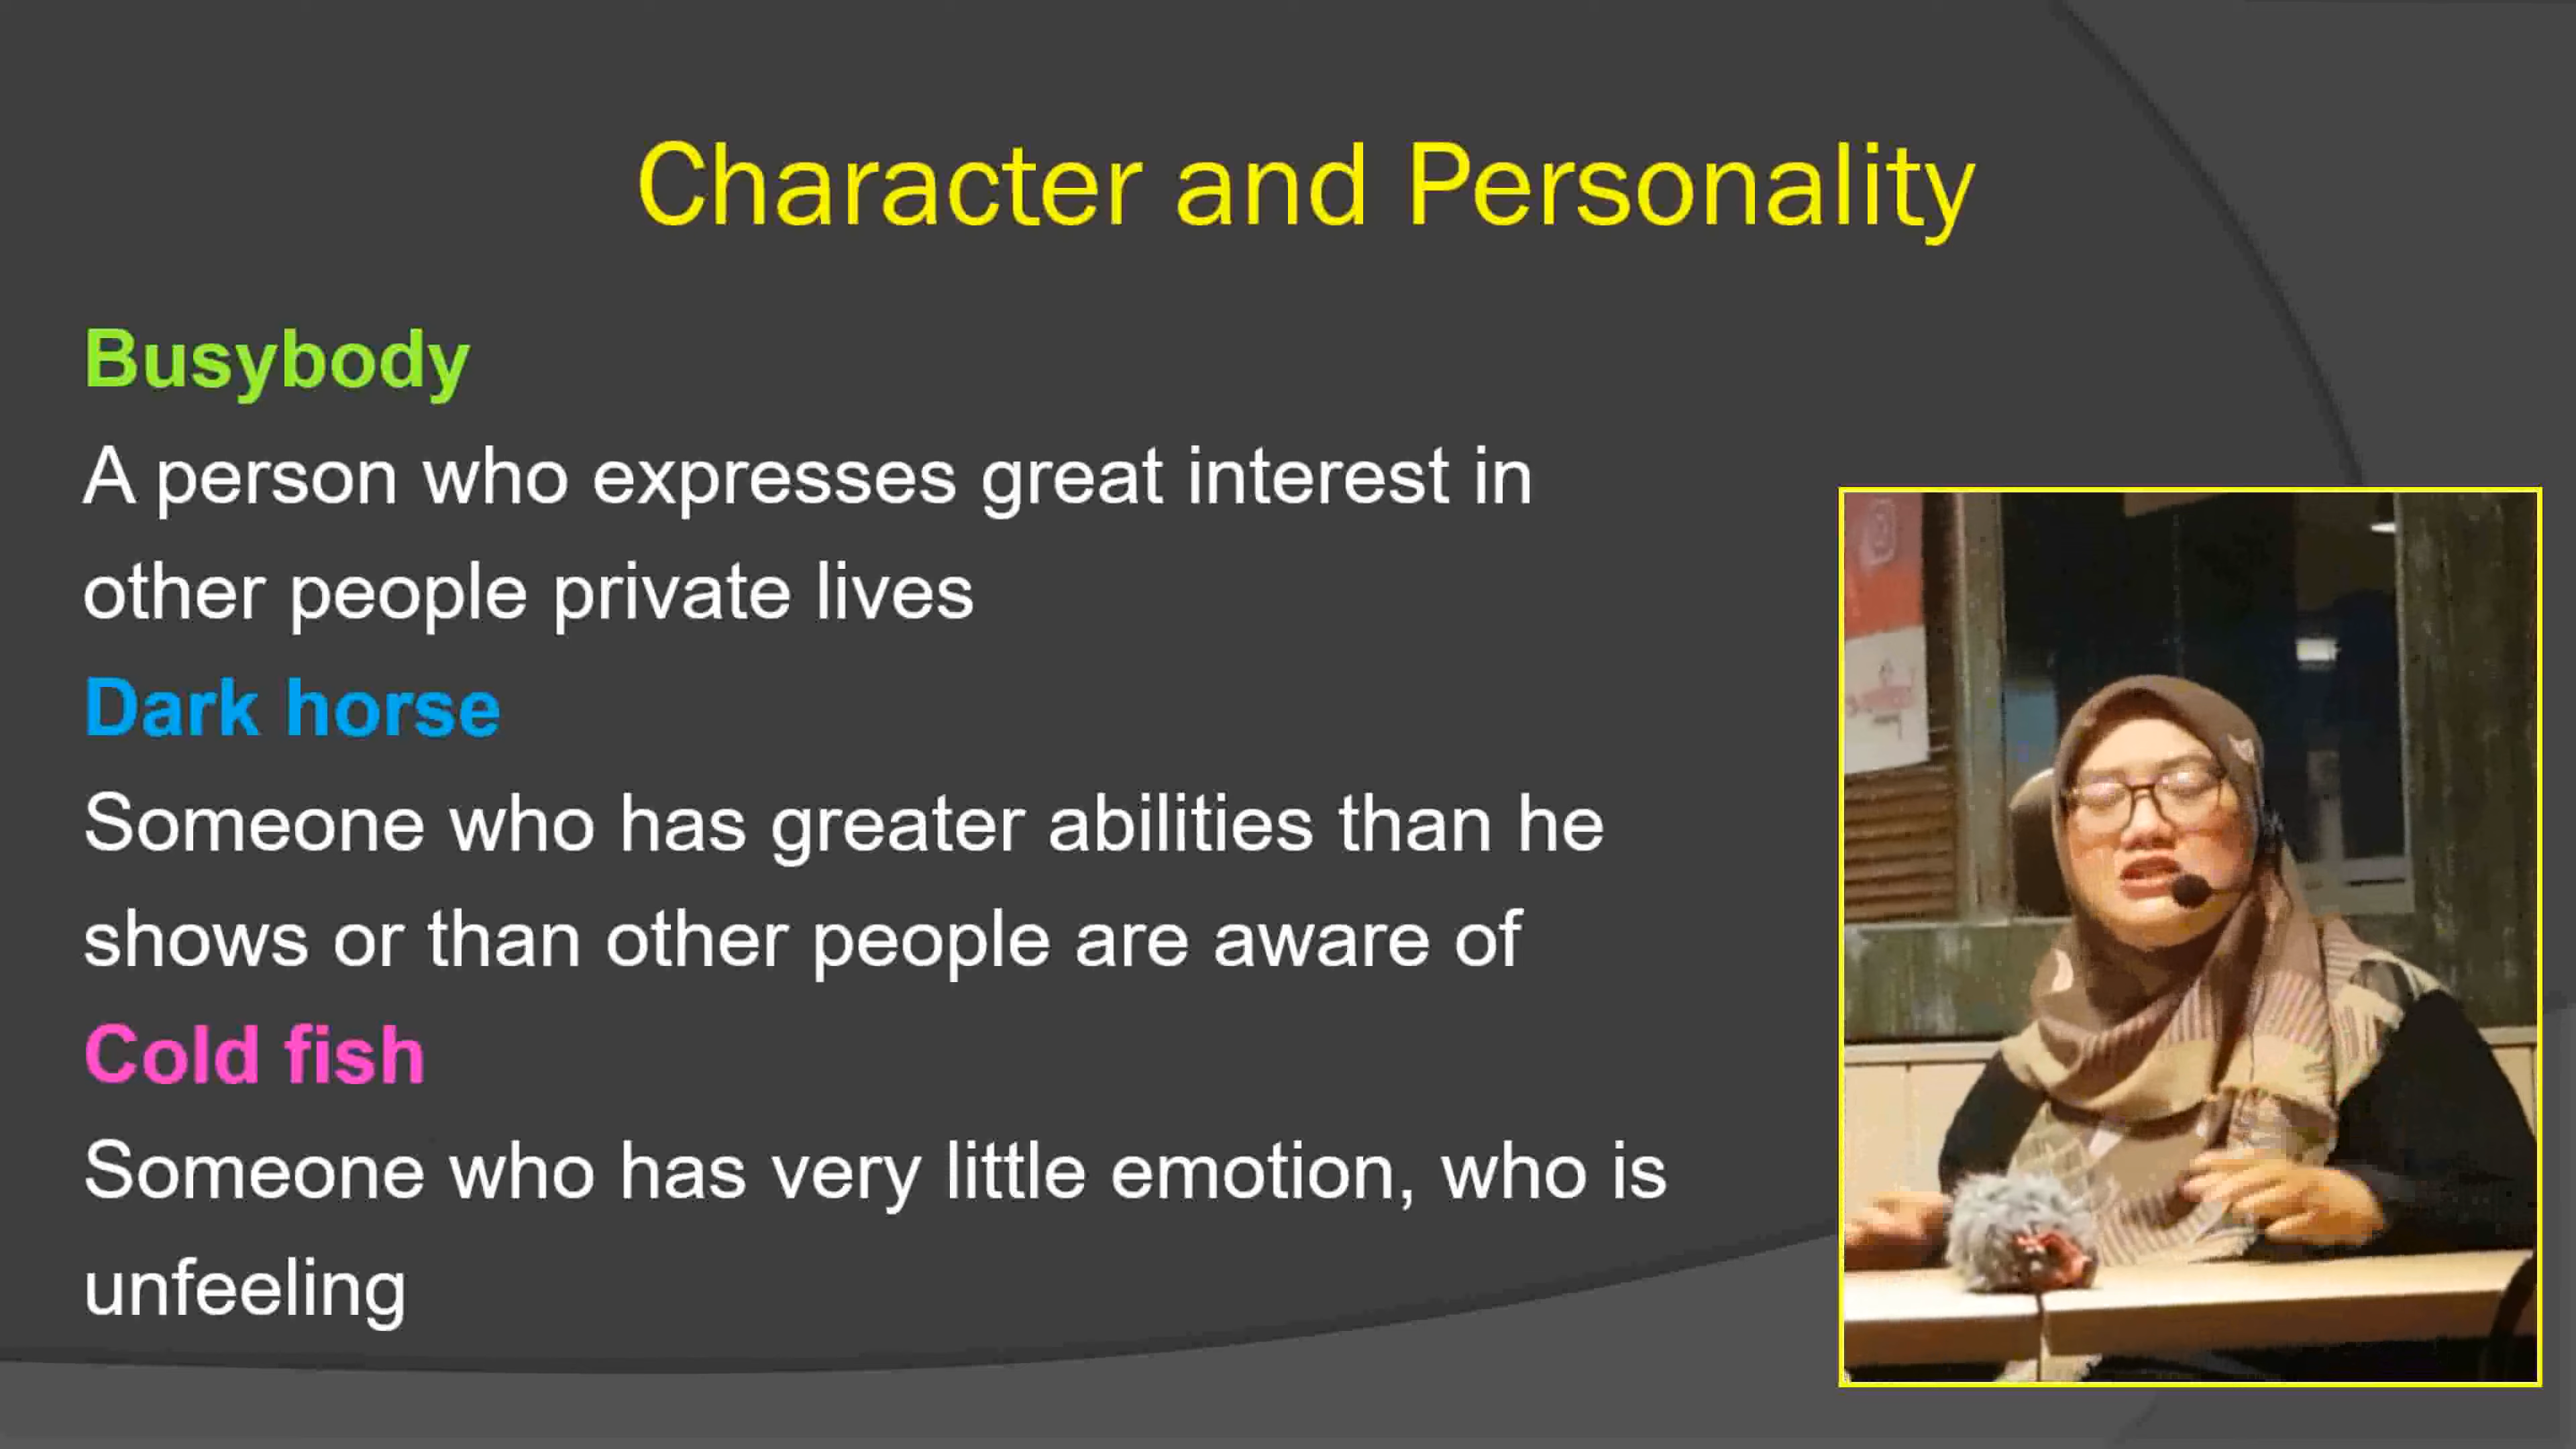 Character and Personality
Busybody
A person who expresses great interest in
other people private lives
Dark horse
Someone who has greater abilities than he
shows or than other people are aware of
Cold fish
Someone who has very little emotion, who is
unfeeling